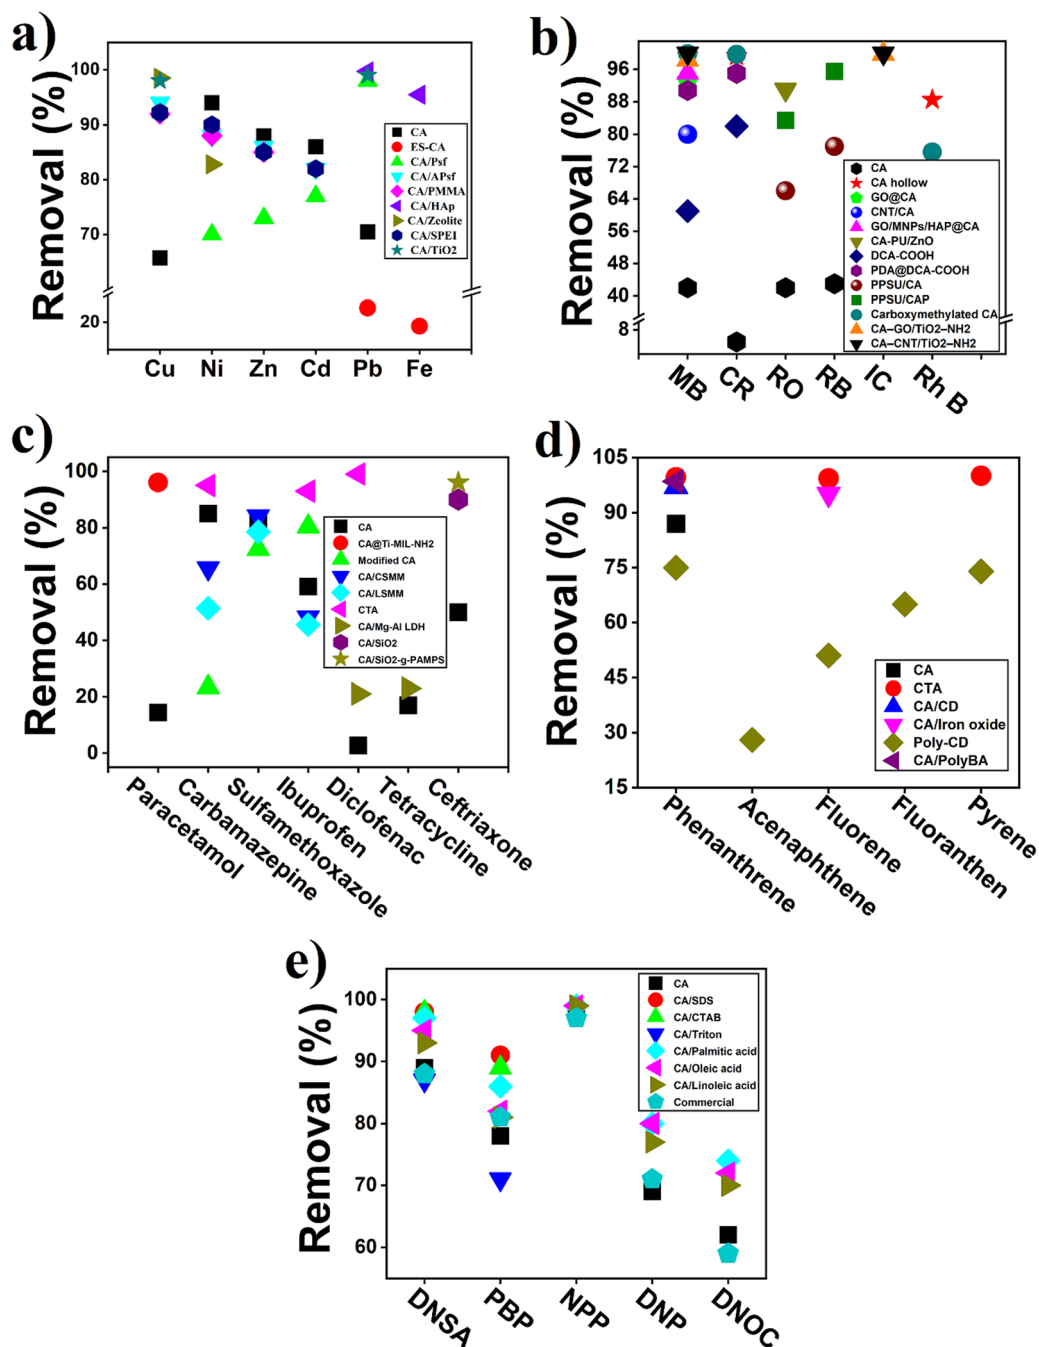 a)
Removal (%)
100
90
80
70
20
Cu Ni Zn Cd Pb Fe
CA
ES-CA
CA/Psf
CA/APsf
CA/PMMA
CA/HAp
CA/Zeolite
CA/SPEI
CA/TiO2
b)
Removal (%)
96
88
80
72
64
56
48
40
8
MB CR RO RB IC Rh B
CA
CA hollow
GO@CA
CNT/CA
GO/MNPs/HAP@CA
CA-PU/ZnO
DCA-COOH
PDA@DCA-COOH
PPSU/CA
PPSU/CAP
Carboxymethylated CA
CA–GO/TiO2–NH2
CA–CNT/TiO2–NH2
c)
Removal (%)
100
80
60
40
20
0
Paracetamol
Carbamazepine
Sulfamethoxazole
Ibuprofen
Diclofenac
Tetracycline
Ceftriaxone
CA
CA@Ti-MIL-NH2
Modified CA
CA/CSMM
CA/LSMM
CTA
CA/Mg-Al LDH
CA/SiO2
CA/SiO2-g-PAMPS
d)
Removal (%)
105
90
75
60
45
30
15
Phenanthrene
Acenaphthene
Fluorene
Fluoranthen
Pyrene
CA
CTA
CA/CD
CA/Iron oxide
Poly-CD
CA/PolyBA
e)
Removal (%)
100
90
80
70
60
DNSA PBP NPP DNP DNOC
CA
CA/SDS
CA/CTAB
CA/Triton
CA/Palmitic acid
CA/Oleic acid
CA/Linoleic acid
Commercial